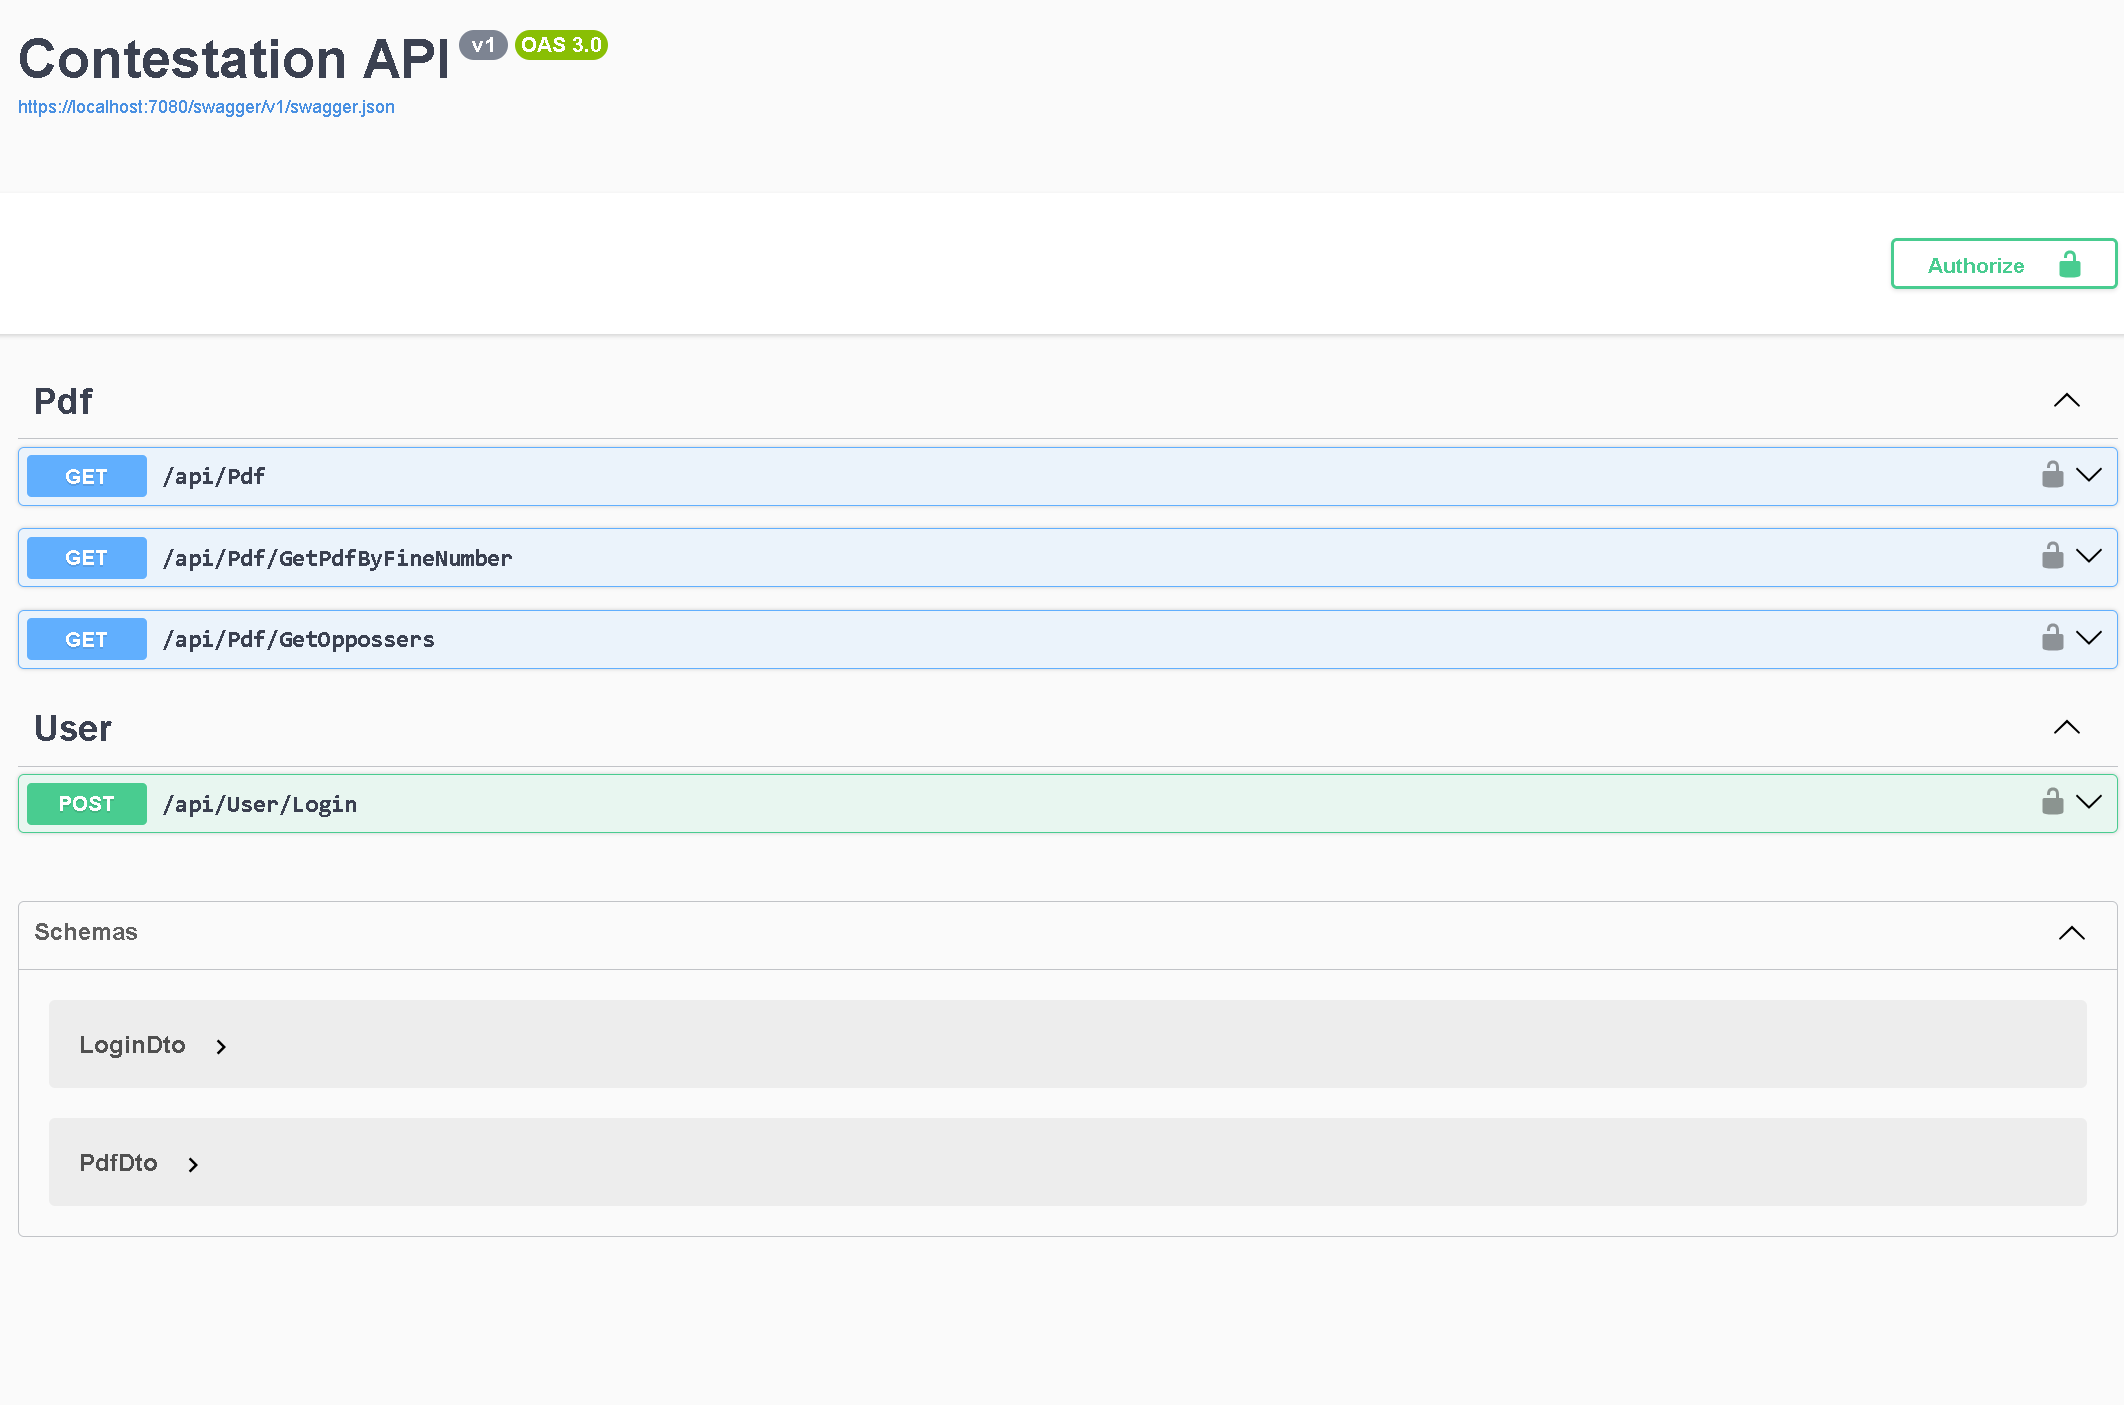 Contestation API v1 OAS 3.0
https://localhost:7080/swagger/v1/swagger.json
Authorize
Pdf
GET /api/Pdf
GET /api/Pdf/GetPdfByFineNumber
GET /api/Pdf/GetOppossers
User
POST /api/User/Login
Schemas
LoginDto
PdfDto